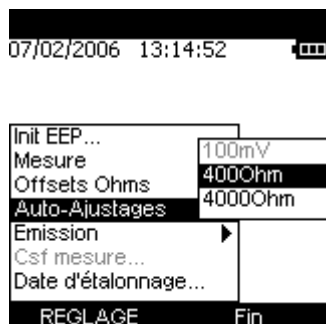 07/02/2006 13:14:52
Init EEP...
Mesure
100mV
Offsets Ohms
400Ohm
Auto-Ajustages
4000Ohm
Emission
Csf mesure...
Date d'étalonnage...
REGLAGE Fin